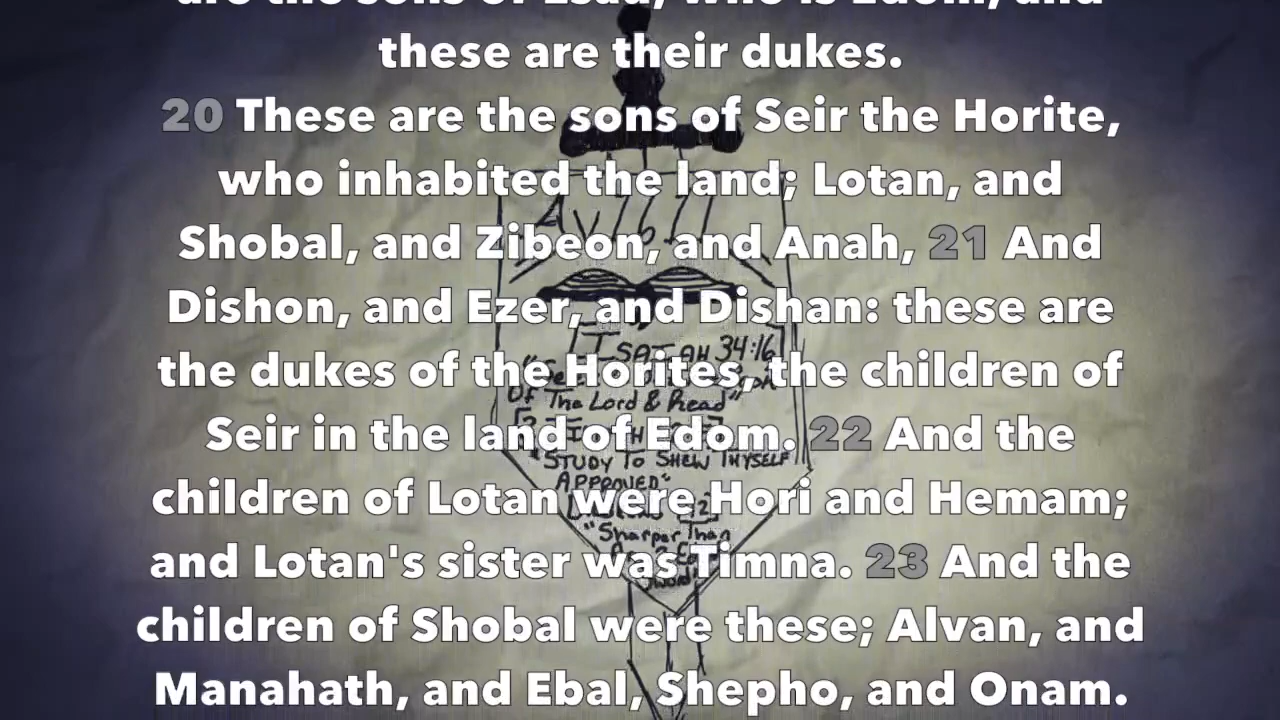 are the sons of Esau, who is Edom, and
these are their dukes.
20 These are the sons of Seir the Horite,
who inhabited the land; Lotan, and
Shobal, and Zibeon, and Anah, 21 And
Dishon, and Ezer, and Dishan: these are
the dukes of the Horites, the children of
Seir in the land of Edom. 22 And the
children of Lotan were Hori and Hemam;
and Lotan's sister was Timna. 23 And the
children of Shobal were these; Alvan, and
Manahath, and Ebal, Shepho, and Onam.
AV1611
[ISAIAH 34:16]
Of The Lord & Read"
"STUDY TO SHEW THYSELF
APPROVED"
"Sharper Than